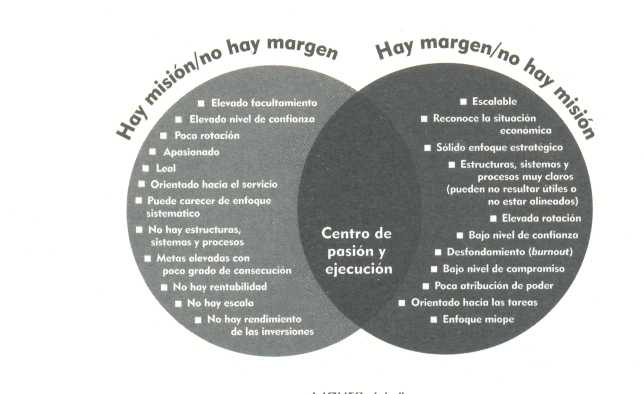 Hay misión/no hay margen
Hay margen/no hay misión
■ Elevado facultamiento
■ Elevado nivel de confianza
■ Poca rotación
■ Apasionado
■ Leal
■ Orientado hacia el servicio
■ Puede carecer de enfoque
sistemático
■ No hay estructuras,
sistemas y procesos
■ Metas elevadas con
poco grado de consecución
■ No hay rentabilidad
■ No hay escala
■ No hay rendimiento
de las inversiones
Centro de
pasión y
ejecución
■ Escalable
■ Reconoce la situación
económica
■ Sólido enfoque estratégico
■ Estructuras, sistemas y
procesos muy claros
(pueden no resultar útiles o
no estar alineados)
■ Elevada rotación
■ Bajo nivel de confianza
■ Desfondamiento (burnout)
■ Bajo nivel de compromiso
■ Poca atribución de poder
■ Orientado hacia las tareas
■ Enfoque miope